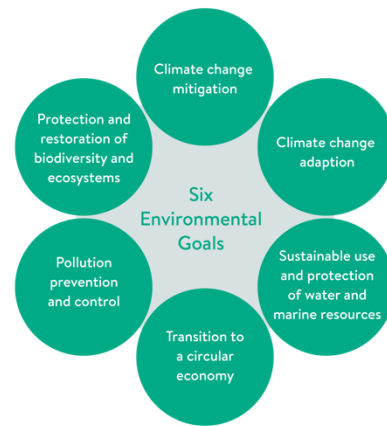 Climate change
mitigation
Climate change
adaption
Sustainable use
and protection
of water and
marine resources
Transition to
a circular
economy
Pollution
prevention
and control
Protection and
restoration of
biodiversity and
ecosystems
Six
Environmental
Goals